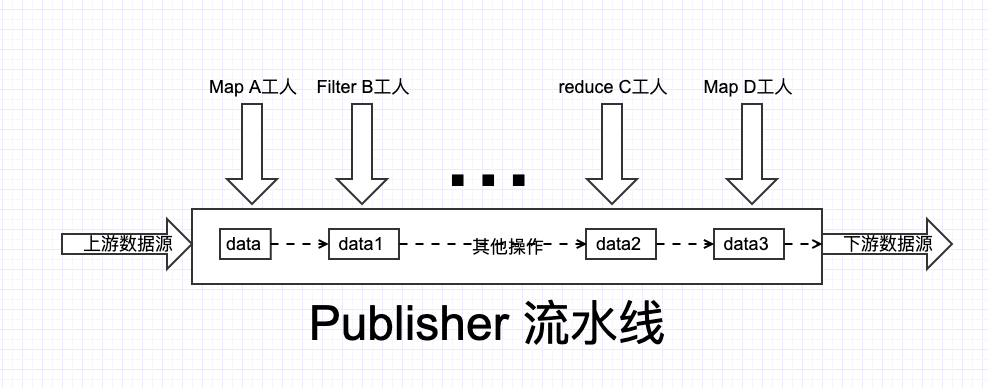 Map A工人
Filter B工人
reduce C工人
Map D工人
上游数据源
data
data1
其他操作
data2
data3
下游数据源
Publisher 流水线